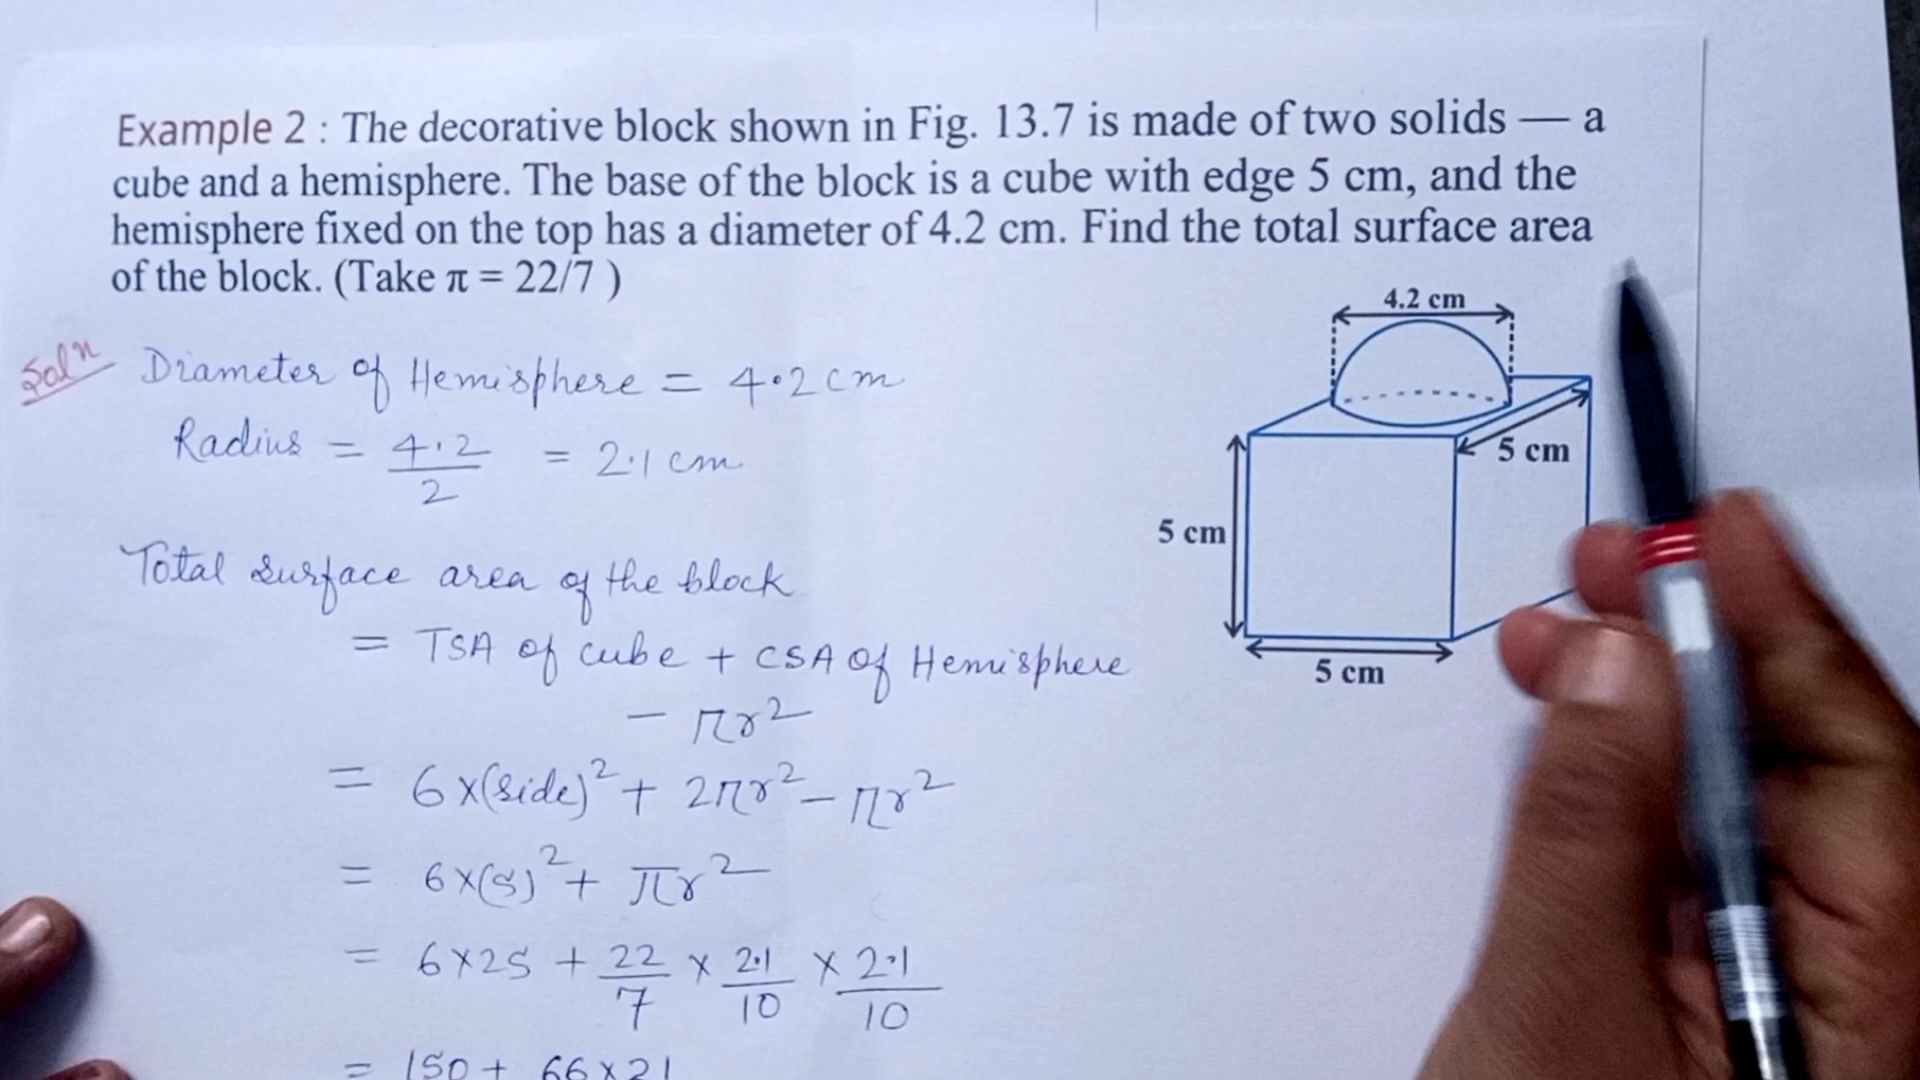 Example 2 : The decorative block shown in Fig. 13.7 is made of two solids — a
cube and a hemisphere. The base of the block is a cube with edge 5 cm, and the
hemisphere fixed on the top has a diameter of 4.2 cm. Find the total surface area
of the block. (Take π = 22/7 )
4.2 cm
5 cm
5 cm
5 cm
Solⁿ Diameter of Hemisphere = 4.2 cm
Radius = 4.2/2 = 2.1 cm
Total surface area of the block
= TSA of cube + CSA of Hemisphere
− πr²
= 6×(side)² + 2πr² − πr²
= 6×(5)² + πr²
= 6×25 + 22/7 × 2.1/10 × 2.1/10
= 150 + 66×21